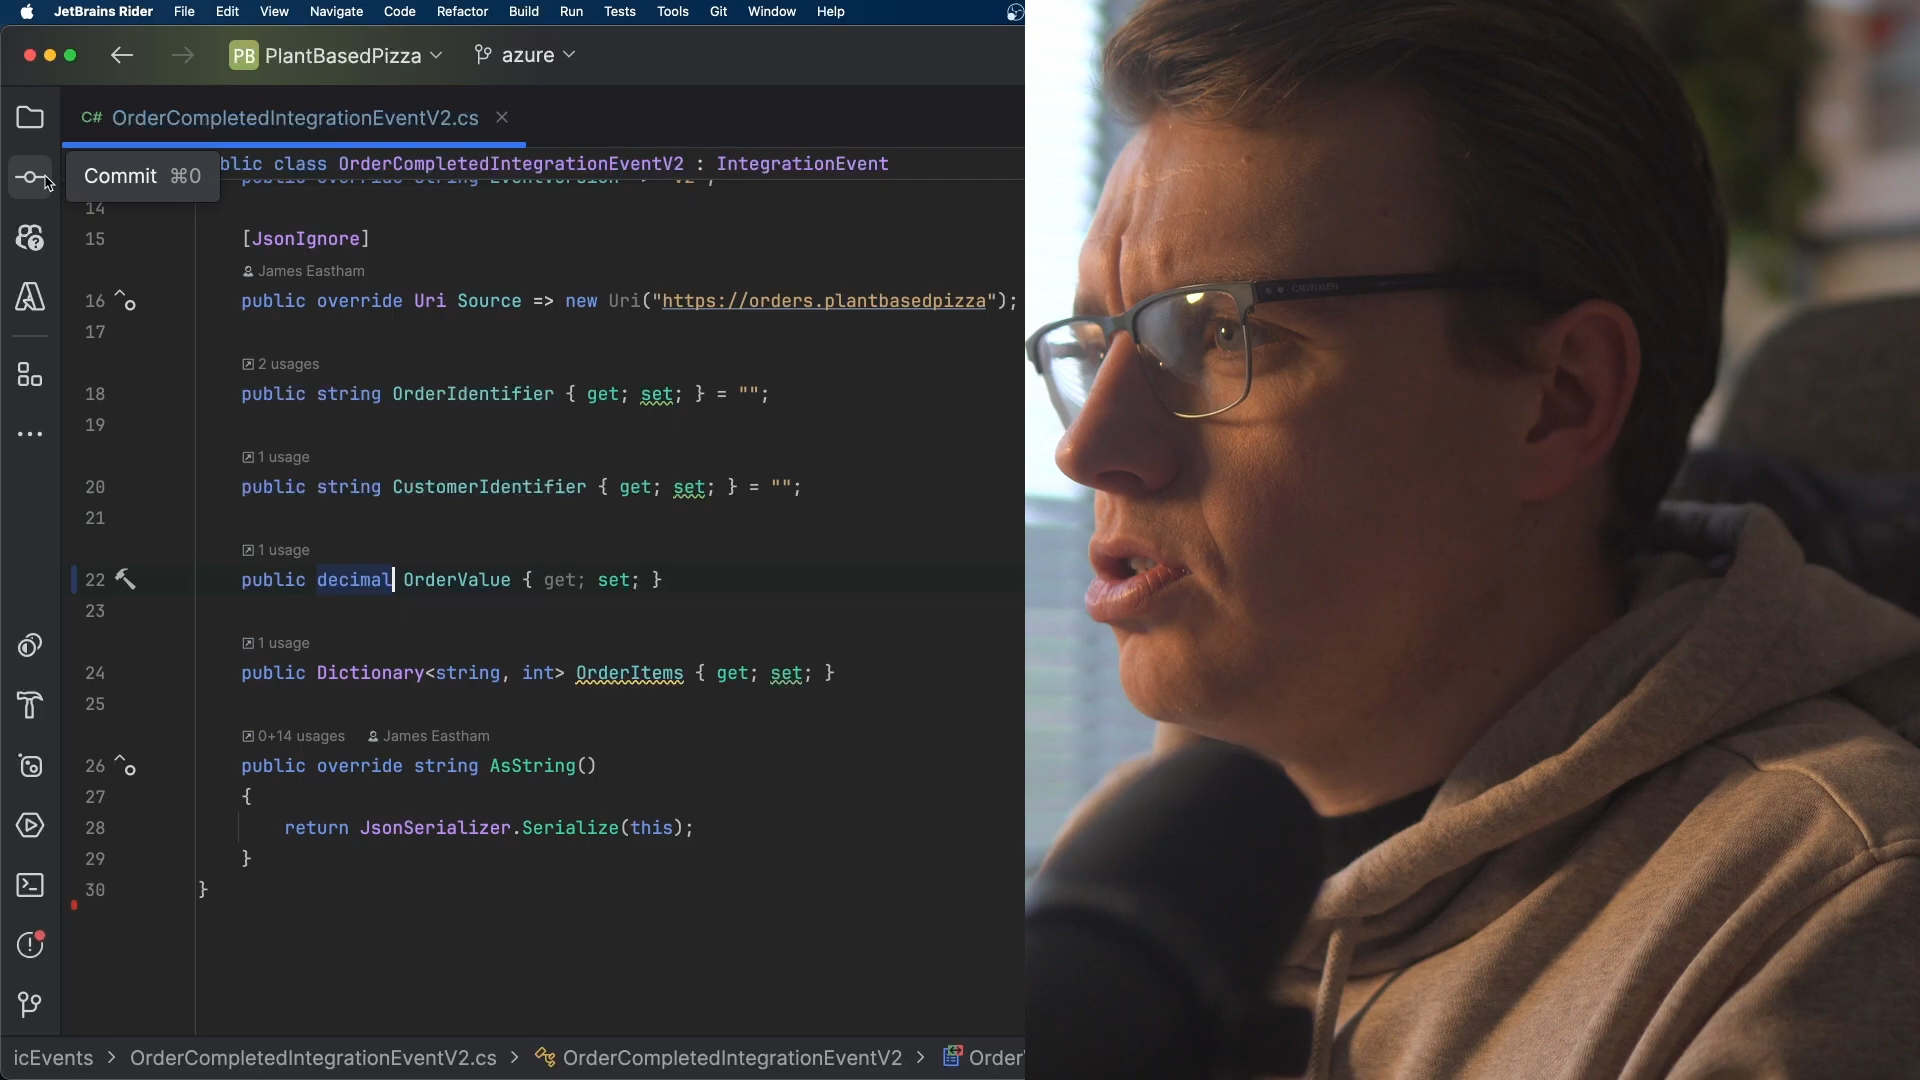 JetBrains Rider File Edit View Navigate Code Refactor Build Run Tests Tools Git Window Help
PB PlantBasedPizza azure
C# OrderCompletedIntegrationEventV2.cs
Commit ⌘0
blic class OrderCompletedIntegrationEventV2 : IntegrationEvent
14
15 [JsonIgnore]
James Eastham
16 public override Uri Source => new Uri("https://orders.plantbasedpizza");
17
2 usages
18 public string OrderIdentifier { get; set; } = "";
19
1 usage
20 public string CustomerIdentifier { get; set; } = "";
21
1 usage
22 public decimal OrderValue { get; set; }
23
1 usage
24 public Dictionary<string, int> OrderItems { get; set; }
25
0+14 usages James Eastham
26 public override string AsString()
27 {
28 return JsonSerializer.Serialize(this);
29 }
30 }
icEvents > OrderCompletedIntegrationEventV2.cs > OrderCompletedIntegrationEventV2 > Order